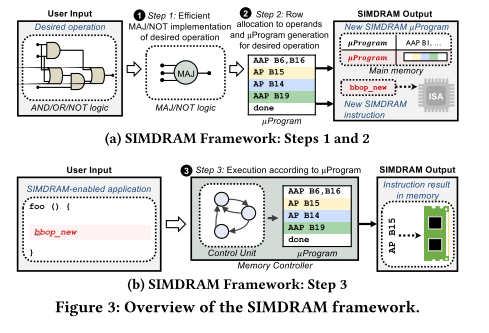 User Input
Desired operation
AND/OR/NOT logic
1 Step 1: Efficient
MAJ/NOT implementation
of desired operation
MAJ
MAJ/NOT logic
2 Step 2: Row
allocation to operands
and μProgram generation
for desired operation
AAP B6,B16
AP B15
AP B14
AAP B19
done
μProgram
SIMDRAM Output
New SIMDRAM μProgram
μProgram AAP B1, ...
μProgram
Main memory
bbop_new
ISA
New SIMDRAM
instruction
(a) SIMDRAM Framework: Steps 1 and 2
User Input
SIMDRAM-enabled application
foo () {
bbop_new
}
3 Step 3: Execution according to μProgram
Control Unit
AAP B6,B16
AP B15
AP B14
AAP B19
done
μProgram
Memory Controller
SIMDRAM Output
Instruction result
in memory
AP B15
(b) SIMDRAM Framework: Step 3
Figure 3: Overview of the SIMDRAM framework.